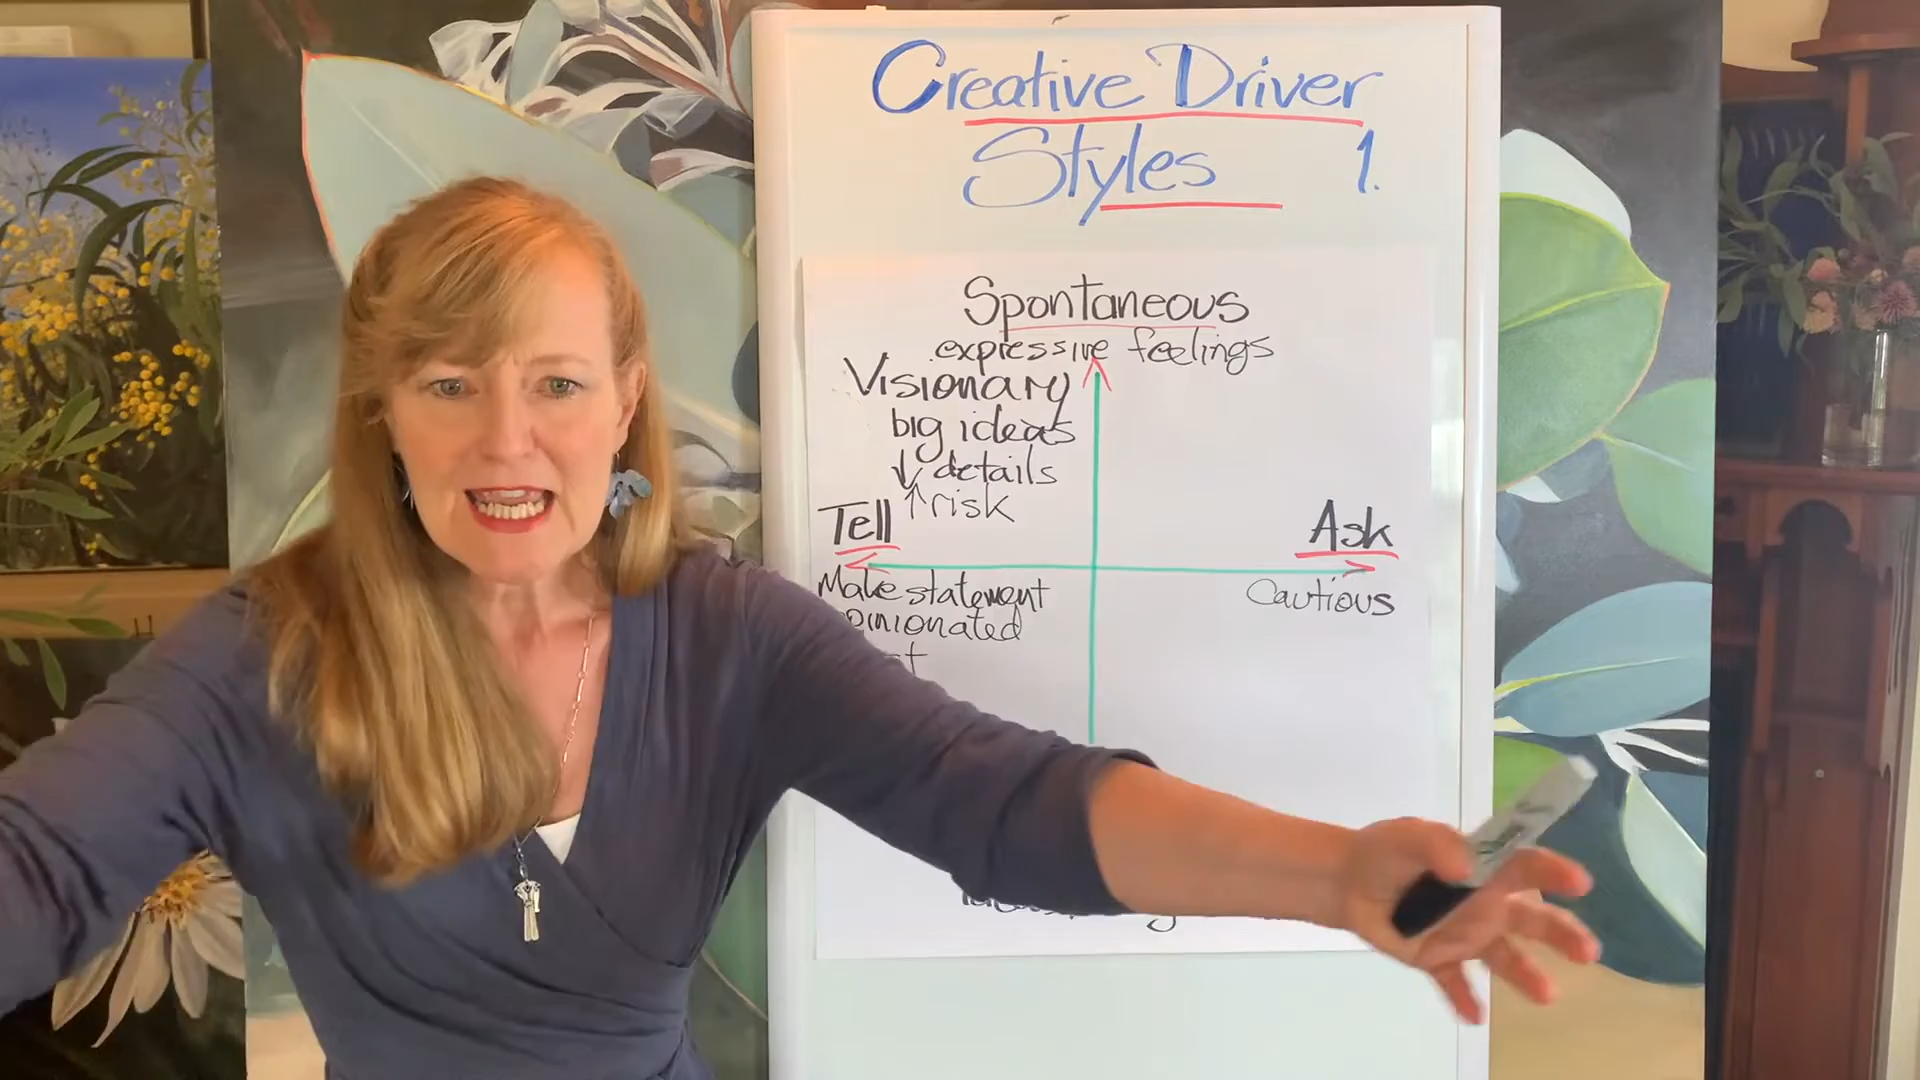 Creative Driver
Styles 1.
Spontaneous
expressive feelings
Visionary
big ideas
↓ details
↑ risk
Tell
Ask
Make statement
Cautious